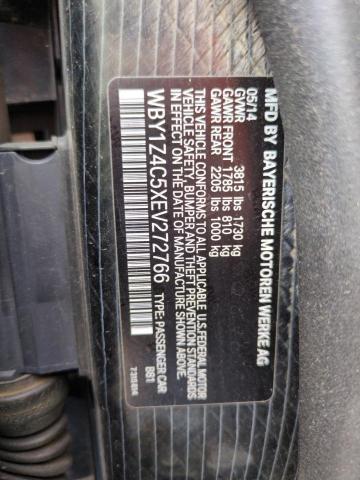 MFD BY BAYERISCHE MOTOREN WERKE AG
05/14
GVWR 3815 lbs 1730 kg
GAWR FRONT 1785 lbs 810 kg
GAWR REAR 2205 lbs 1000 kg
THIS VEHICLE CONFORMS TO ALL APPLICABLE U.S.FEDERAL MOTOR
VEHICLE SAFETY, BUMPER AND THEFT PREVENTION STANDARDS
IN EFFECT ON THE DATE OF MANUFACTURE SHOWN ABOVE.
WBY1Z4C5XEV272766 TYPE: PASSENGER CAR
B81